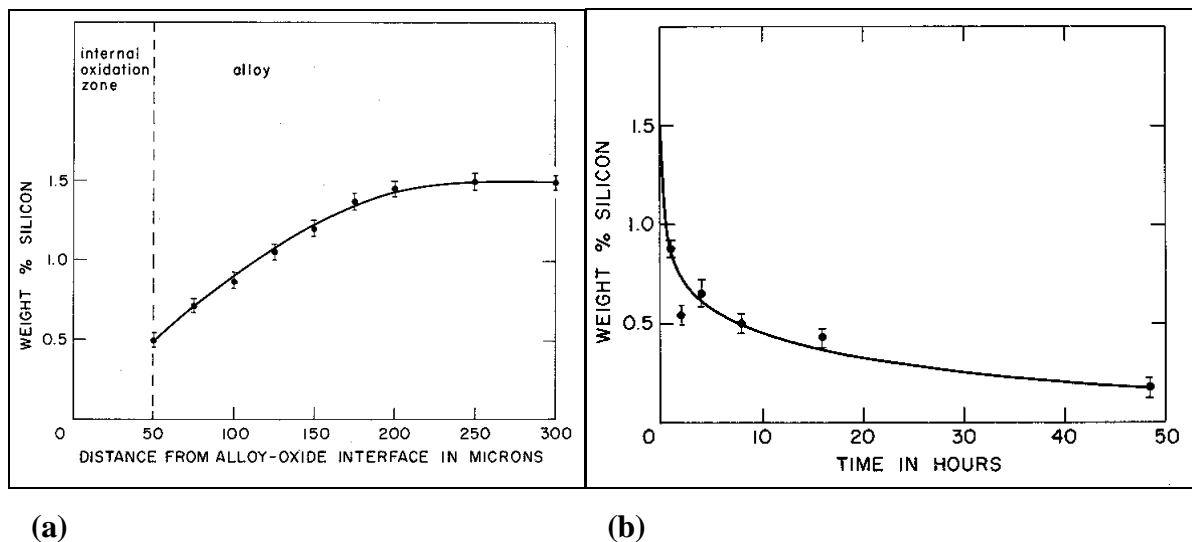 internal
oxidation
zone
alloy
WEIGHT % SILICON
1.5
1.0
0.5
0
50
100
150
200
250
300
DISTANCE FROM ALLOY-OXIDE INTERFACE IN MICRONS
(a)
WEIGHT % SILICON
1.5
1.0
0.5
0
10
20
30
40
50
TIME IN HOURS
(b)